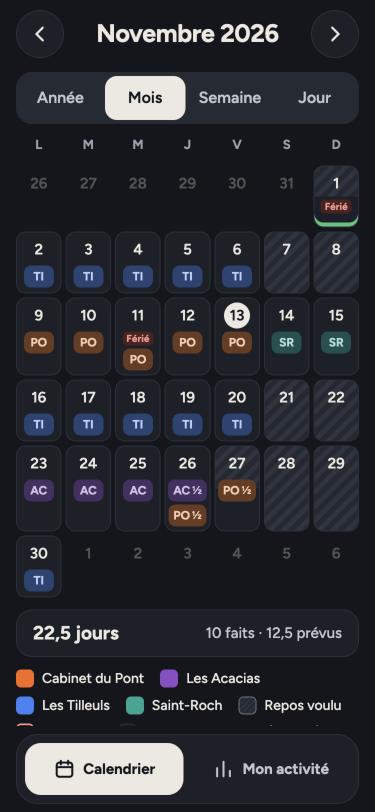 Novembre 2026
Année Mois Semaine Jour
L M M J V S D
26 27 28 29 30 31 1
Férié
2 3 4 5 6 7 8
TI TI TI TI TI
9 10 11 12 13 14 15
PO PO Férié PO PO SR SR
PO
16 17 18 19 20 21 22
TI TI TI TI TI
23 24 25 26 27 28 29
AC AC AC AC ½ PO ½
PO ½
30 1 2 3 4 5 6
TI
22,5 jours 10 faits · 12,5 prévus
Cabinet du Pont Les Acacias
Les Tilleuls Saint-Roch Repos voulu
Calendrier Mon activité